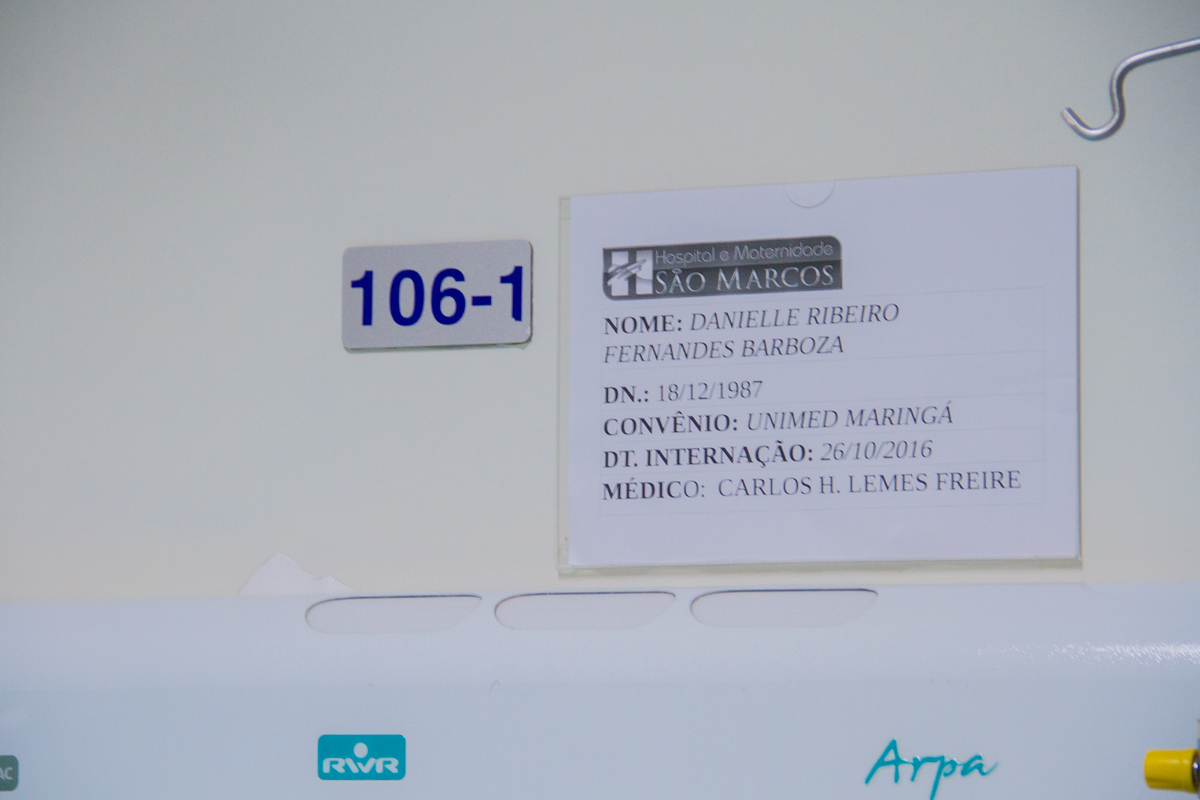 106-1
Hospital e Maternidade
SÃO MARCOS
NOME: DANIELLE RIBEIRO
FERNANDES BARBOZA
DN.: 18/12/1987
CONVÊNIO: UNIMED MARINGÁ
DT. INTERNAÇÃO: 26/10/2016
MÉDICO: CARLOS H. LEMES FREIRE
RWR
Arpa